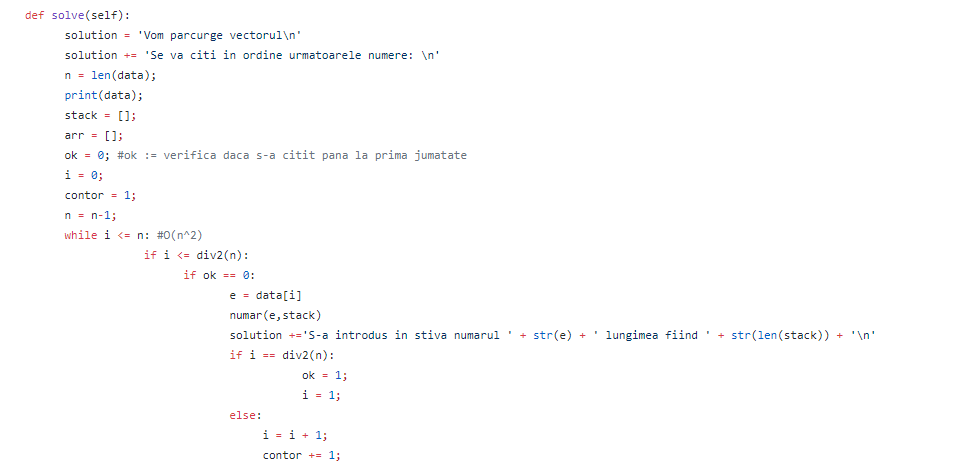 def solve(self):
solution = 'Vom parcurge vectorul\n'
solution += 'Se va citi in ordine urmatoarele numere: \n'
n = len(data);
print(data);
stack = [];
arr = [];
ok = 0; #ok := verifica daca s-a citit pana la prima jumatate
i = 0;
contor = 1;
n = n-1;
while i <= n: #O(n^2)
if i <= div2(n):
if ok == 0:
e = data[i]
numar(e,stack)
solution +='S-a introdus in stiva numarul ' + str(e) + ' lungimea fiind ' + str(len(stack)) + '\n'
if i == div2(n):
ok = 1;
i = 1;
else:
i = i + 1;
contor += 1;